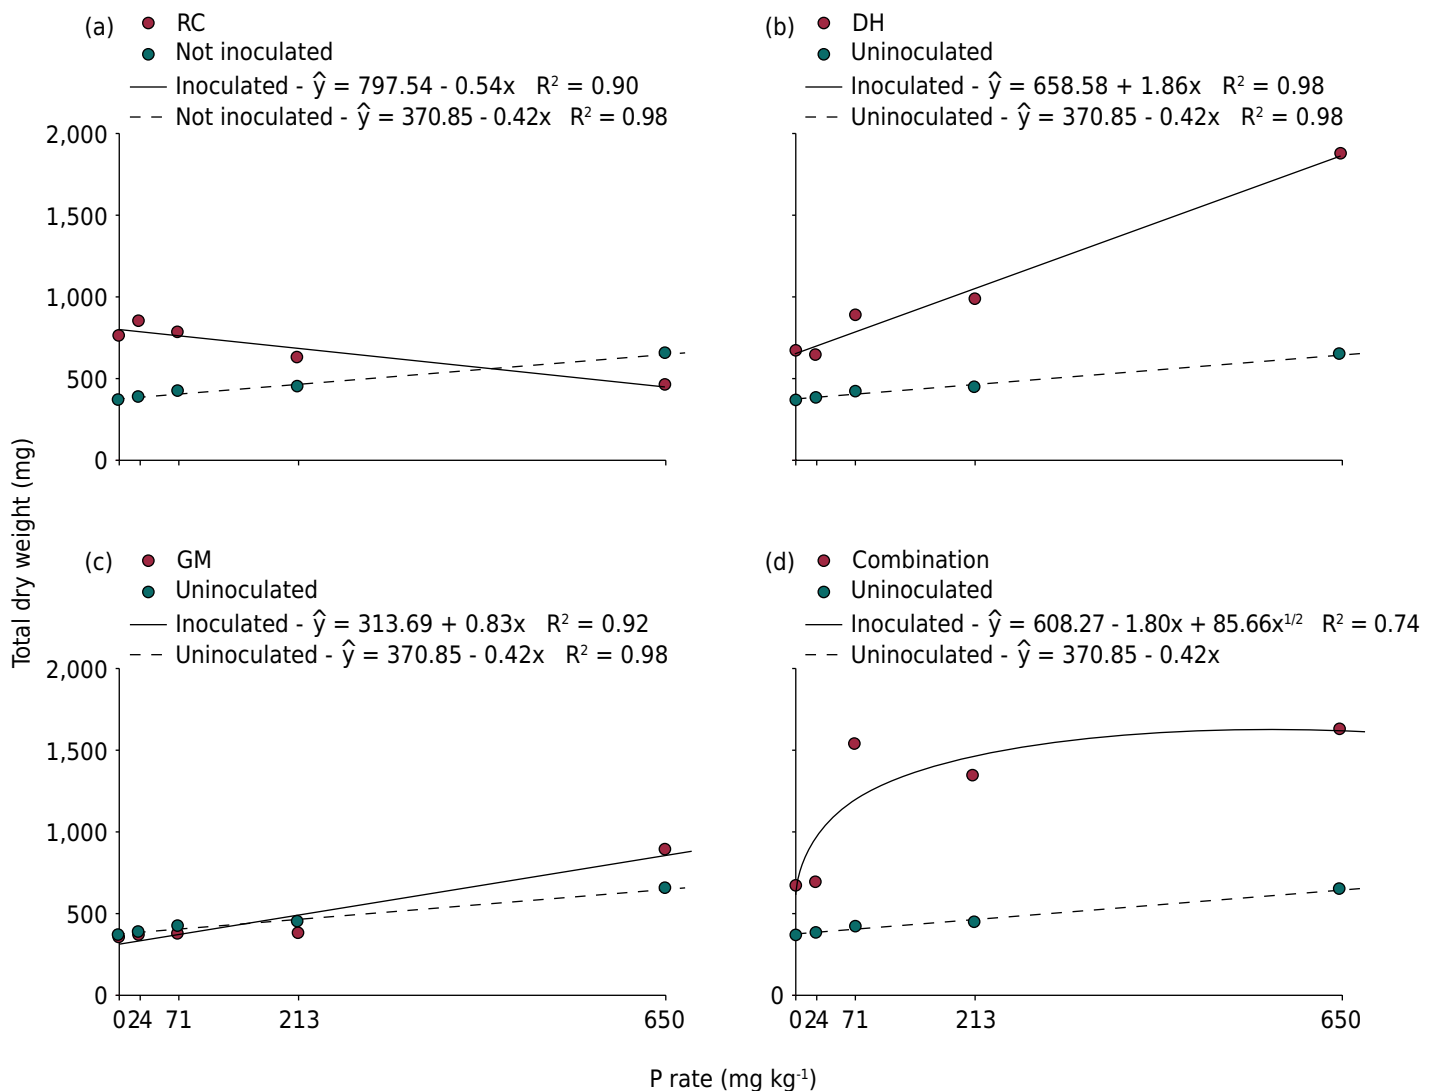 (a) RC
Not inoculated
Inoculated - ŷ = 797.54 - 0.54x R² = 0.90
Not inoculated - ŷ = 370.85 - 0.42x R² = 0.98
2,000
1,500
1,000
500
0
(b) DH
Uninoculated
Inoculated - ŷ = 658.58 + 1.86x R² = 0.98
Uninoculated - ŷ = 370.85 - 0.42x R² = 0.98
Total dry weight (mg)
(c) GM
Uninoculated
Inoculated - ŷ = 313.69 + 0.83x R² = 0.92
Uninoculated - ŷ = 370.85 - 0.42x R² = 0.98
2,000
1,500
1,000
500
0
0 24 71 213 650
(d) Combination
Uninoculated
Inoculated - ŷ = 608.27 - 1.80x + 85.66x^1/2 R² = 0.74
Uninoculated - ŷ = 370.85 - 0.42x
0
0 24 71 213 650
P rate (mg kg⁻¹)